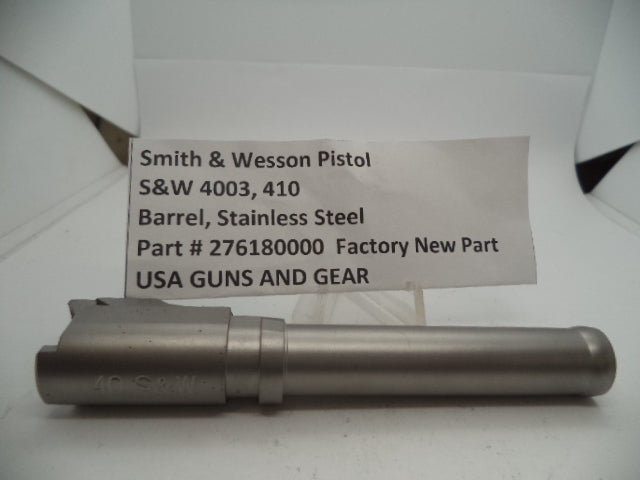 Smith & Wesson Pistol
S&W 4003, 410
Barrel, Stainless Steel
Part # 276180000 Factory New Part
USA GUNS AND GEAR
40 S&W